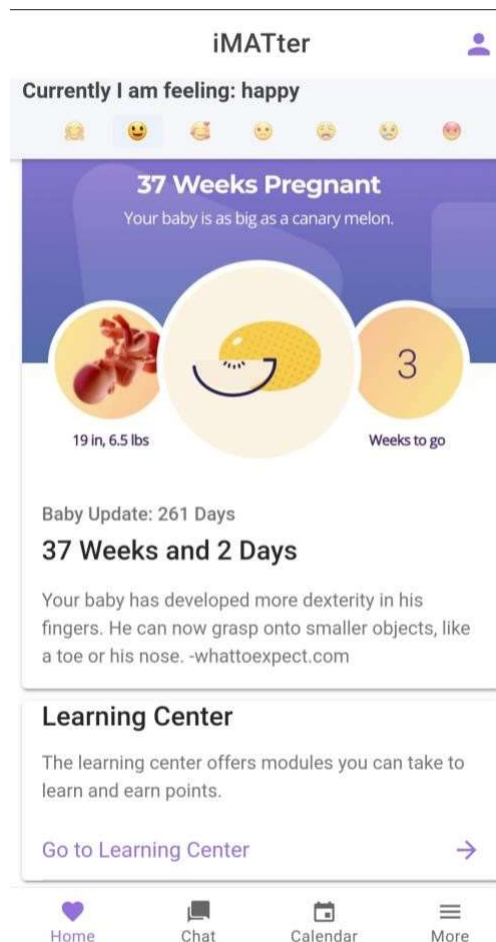 iMATter
Currently I am feeling: happy
37 Weeks Pregnant
Your baby is as big as a canary melon.
3
19 in, 6.5 lbs
Weeks to go
Baby Update: 261 Days
37 Weeks and 2 Days
Your baby has developed more dexterity in his
fingers. He can now grasp onto smaller objects, like
a toe or his nose. -whattoexpect.com
Learning Center
The learning center offers modules you can take to
learn and earn points.
Go to Learning Center
Home
Chat
Calendar
More